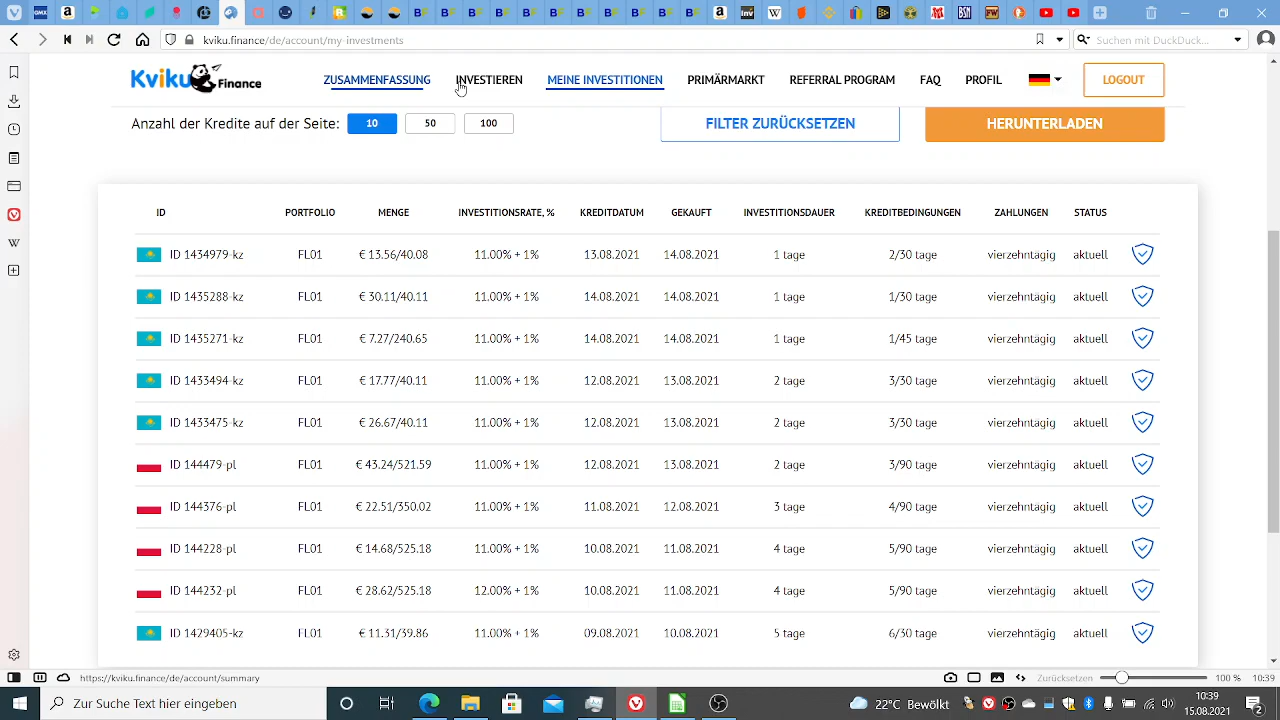 kviku.finance/de/account/my-investments
Suchen mit DuckDuck...
Kviku Finance
ZUSAMMENFASSUNG INVESTIEREN MEINE INVESTITIONEN PRIMÄRMARKT REFERRAL PROGRAM FAQ PROFIL LOGOUT
Anzahl der Kredite auf der Seite: 10 50 100 FILTER ZURÜCKSETZEN HERUNTERLADEN
ID PORTFOLIO MENGE INVESTITIONSRATE, % KREDITDATUM GEKAUFT INVESTITIONSDAUER KREDITBEDINGUNGEN ZAHLUNGEN STATUS
ID 1434979-kz FL01 € 13.56/40.08 11.00% + 1% 13.08.2021 14.08.2021 1 tage 2/30 tage vierzehntägig aktuell
ID 1435288-kz FL01 € 30.11/40.11 11.00% + 1% 14.08.2021 14.08.2021 1 tage 1/30 tage vierzehntägig aktuell
ID 1435271-kz FL01 € 7.27/240.65 11.00% + 1% 14.08.2021 14.08.2021 1 tage 1/45 tage vierzehntägig aktuell
ID 1433494-kz FL01 € 17.77/40.11 11.00% + 1% 12.08.2021 13.08.2021 2 tage 3/30 tage vierzehntägig aktuell
ID 1433475-kz FL01 € 26.67/40.11 11.00% + 1% 12.08.2021 13.08.2021 2 tage 3/30 tage vierzehntägig aktuell
ID 144479-pl FL01 € 43.24/521.59 11.00% + 1% 12.08.2021 13.08.2021 2 tage 3/90 tage vierzehntägig aktuell
ID 144376-pl FL01 € 22.51/350.02 11.00% + 1% 11.08.2021 12.08.2021 3 tage 4/90 tage vierzehntägig aktuell
ID 144228-pl FL01 € 14.68/525.18 11.00% + 1% 10.08.2021 11.08.2021 4 tage 5/90 tage vierzehntägig aktuell
ID 144232-pl FL01 € 28.62/525.18 12.00% + 1% 10.08.2021 11.08.2021 4 tage 5/90 tage vierzehntägig aktuell
ID 1429405-kz FL01 € 11.31/39.86 11.00% + 1% 09.08.2021 10.08.2021 5 tage 6/30 tage vierzehntägig aktuell
https://kviku.finance/de/account/summary Zurücksetzen 100 % 10:39
Zur Suche Text hier eingeben 22°C Bewölkt 10:39
15.08.2021